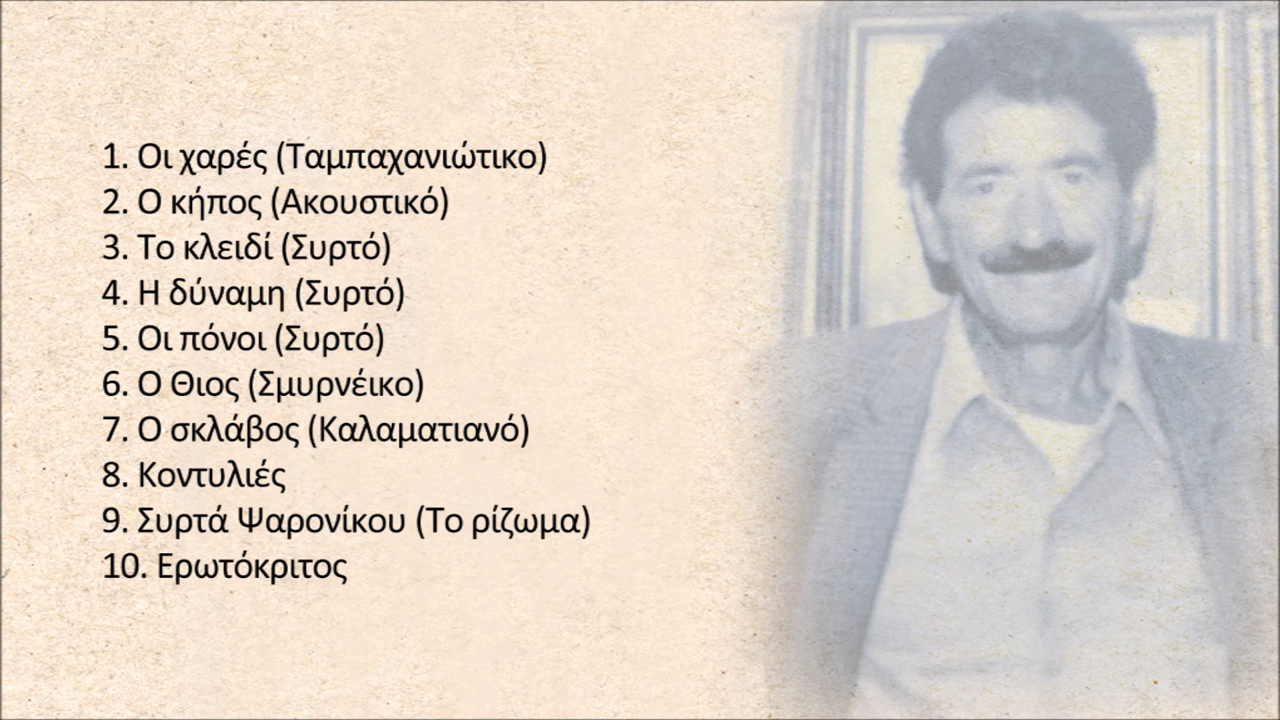 1. Οι χαρές (Ταμπαχανιώτικο)
2. Ο κήπος (Ακουστικό)
3. Το κλειδί (Συρτό)
4. Η δύναμη (Συρτό)
5. Οι πόνοι (Συρτό)
6. Ο Θιος (Σμυρνέικο)
7. Ο σκλάβος (Καλαματιανό)
8. Κοντυλιές
9. Συρτά Ψαρονίκου (Το ρίζωμα)
10. Ερωτόκριτος